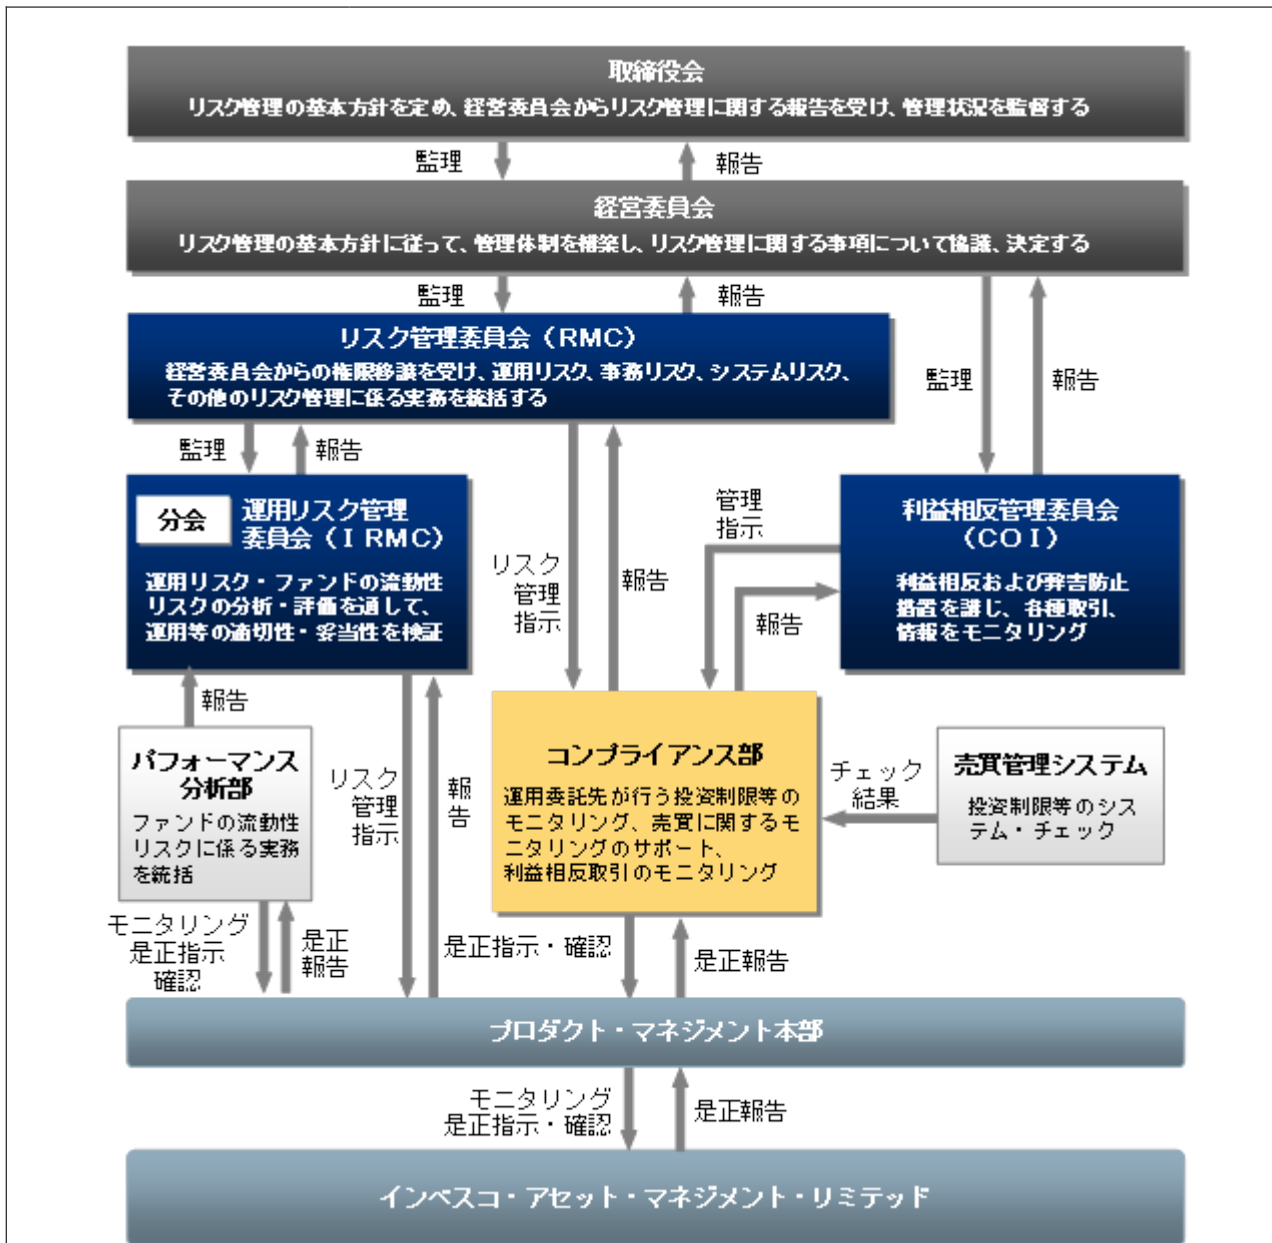 取締役会
リスク管理の基本方針を定め、経営委員会からリスク管理に関する報告を受け、管理状況を監督する
監理
報告
経営委員会
リスク管理の基本方針に従って、管理体制を構築し、リスク管理に関する事項について協議、決定する
監理
報告
リスク管理委員会（RMC）
経営委員会からの権限移譲を受け、運用リスク、事務リスク、システムリスク、
その他のリスク管理に係る実務を統括する
監理
報告
監理
報告
分会
運用リスク管理
委員会（ＩRMC）
運用リスク・ファンドの流動性
リスクの分析・評価を通して、
運用等の適切性・妥当性を検証
リスク
管理
指示
報告
管理
指示
報告
利益相反管理委員会
（COI）
利益相反および弊害防止
措置を講じ、各種取引、
情報をモニタリング
報告
パフォーマンス
分析部
ファンドの流動性
リスクに係る実務
を統括
リスク
管理
指示
報
告
コンプライアンス部
運用委託先が行う投資制限等の
モニタリング、売買に関するモ
ニタリングのサポート、
利益相反取引のモニタリング
チェック
結果
売買管理システム
投資制限等のシス
テム・チェック
モニタリング
是正指示
確認
是正
報告
是正指示・確認
是正報告
プロダクト・マネジメント本部
モニタリング
是正指示・確認
是正報告
インベスコ・アセット・マネジメント・リミテッド